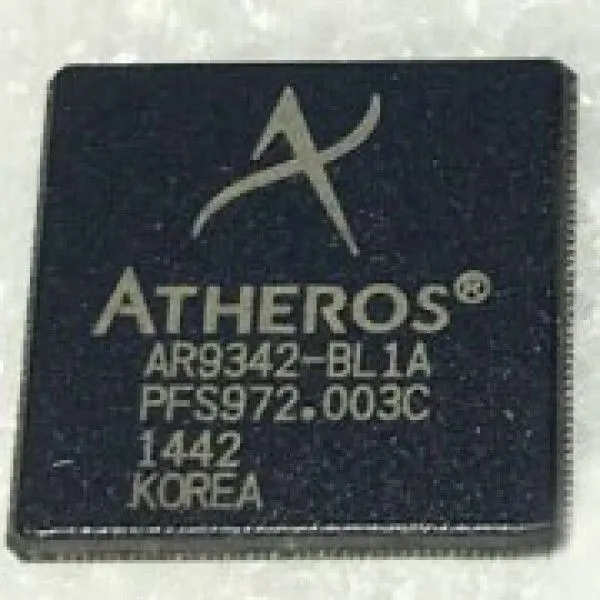 ATHEROS®
AR9342-BL1A
PFS972.003C
1442
KOREA